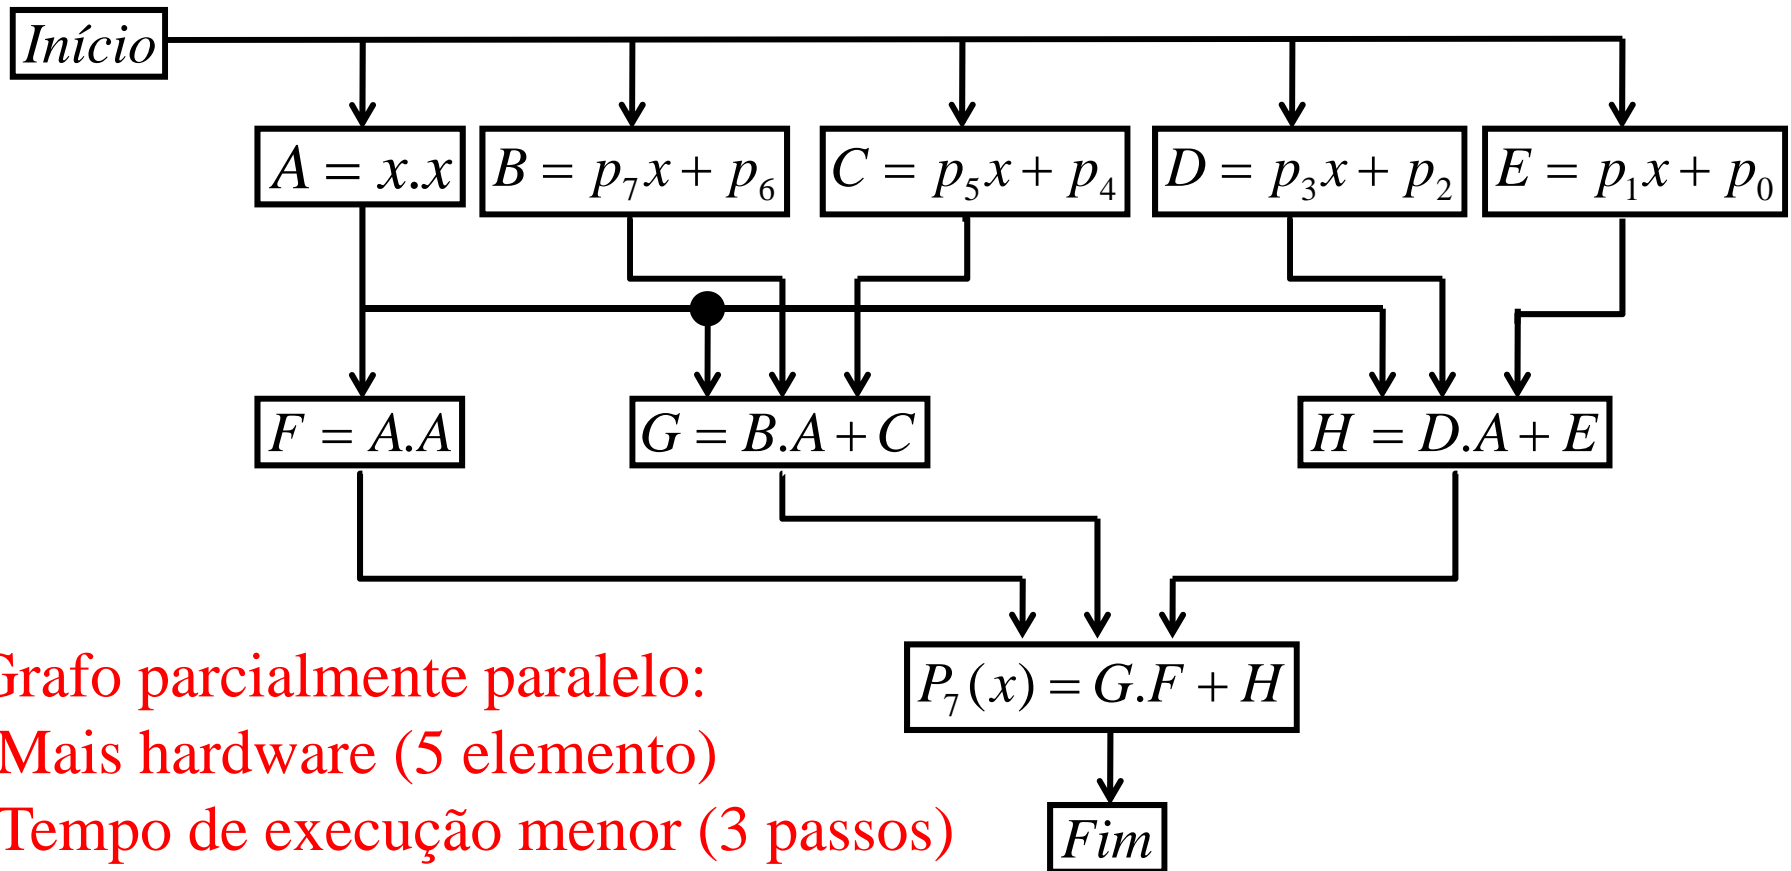 Início
A = x.x
B = p₇x + p₆
C = p₅x + p₄
D = p₃x + p₂
E = p₁x + p₀
F = A.A
G = B.A + C
H = D.A + E
P₇(x) = G.F + H
Grafo parcialmente paralelo:
Mais hardware (5 elemento)
Tempo de execução menor (3 passos)
Fim